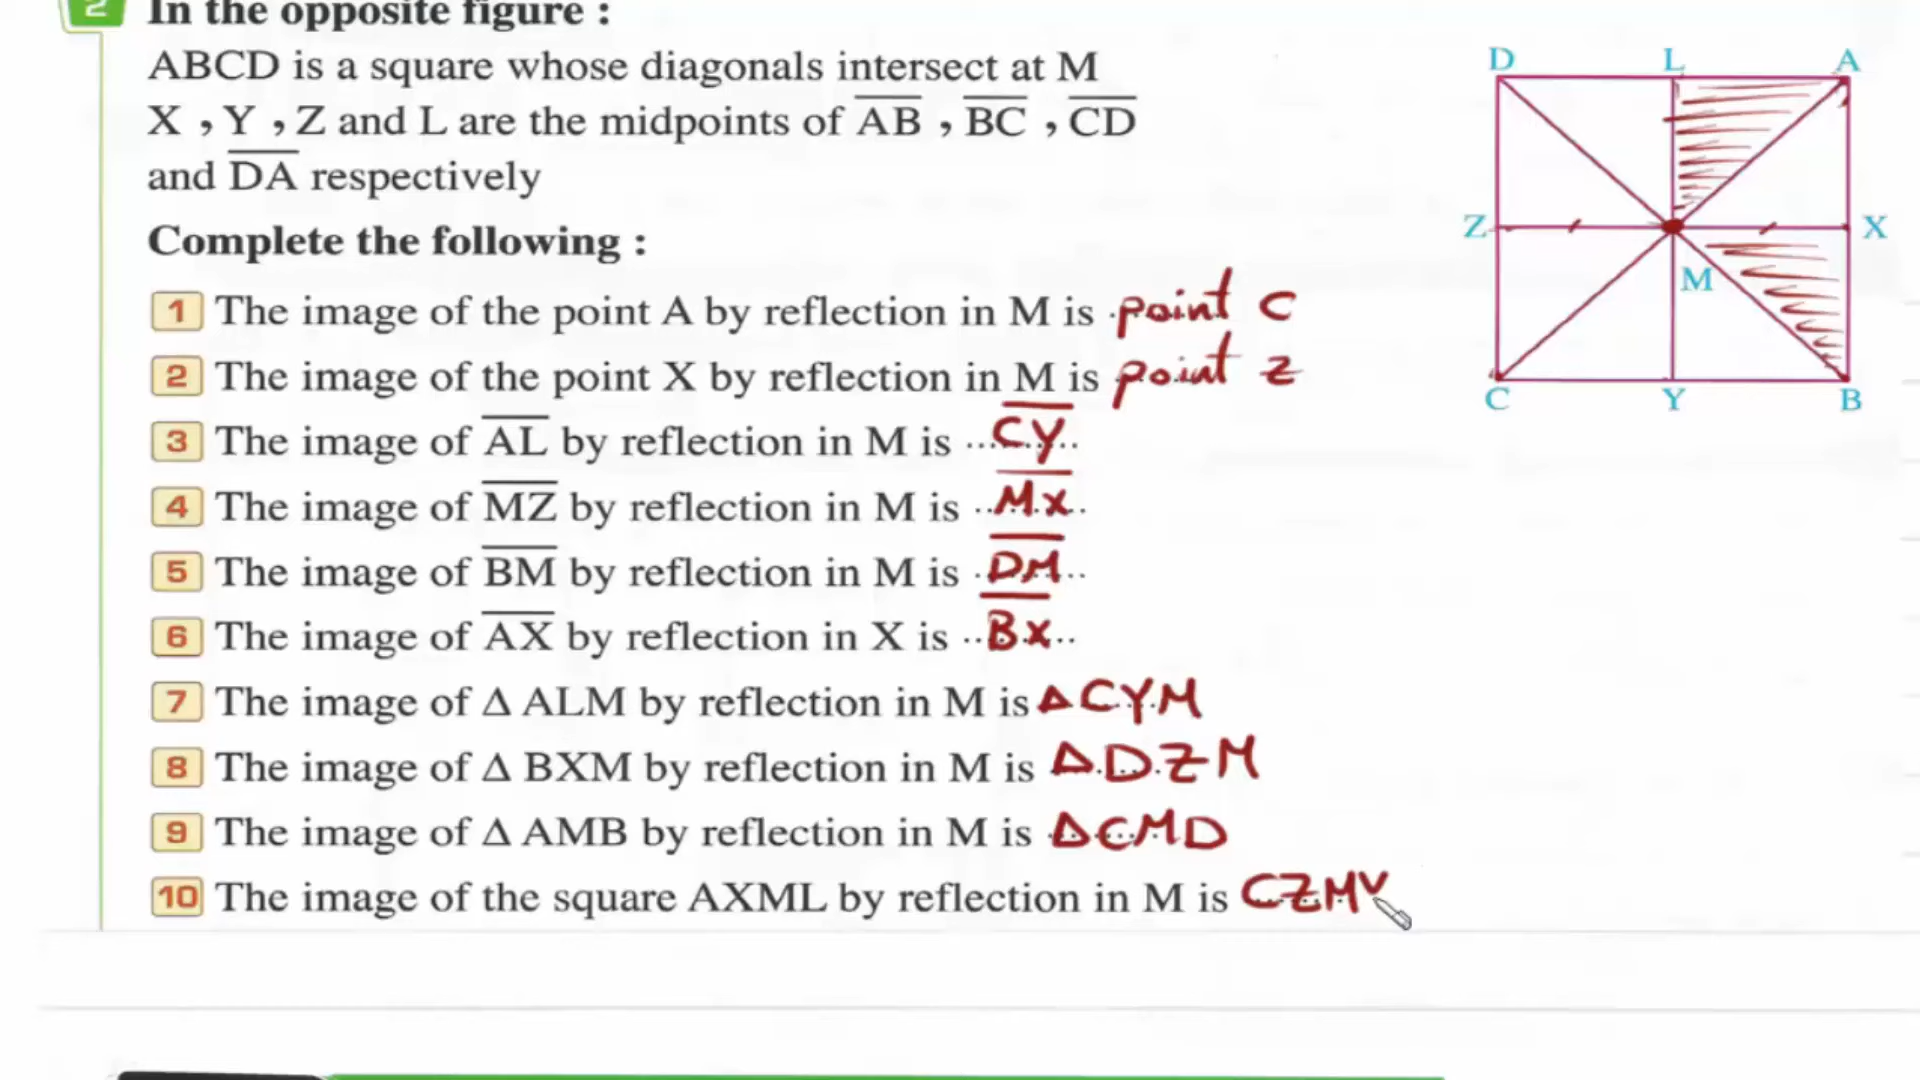 2 In the opposite figure :
ABCD is a square whose diagonals intersect at M
X , Y , Z and L are the midpoints of AB , BC , CD
and DA respectively
Complete the following :
1 The image of the point A by reflection in M is point C
2 The image of the point X by reflection in M is point Z
3 The image of AL by reflection in M is CY
4 The image of MZ by reflection in M is MX
5 The image of BM by reflection in M is DM
6 The image of AX by reflection in X is BX
7 The image of Δ ALM by reflection in M is ΔCYM
8 The image of Δ BXM by reflection in M is ΔDZM
9 The image of Δ AMB by reflection in M is ΔCMD
10 The image of the square AXML by reflection in M is CZMV
D L A
Z X
M
C Y B